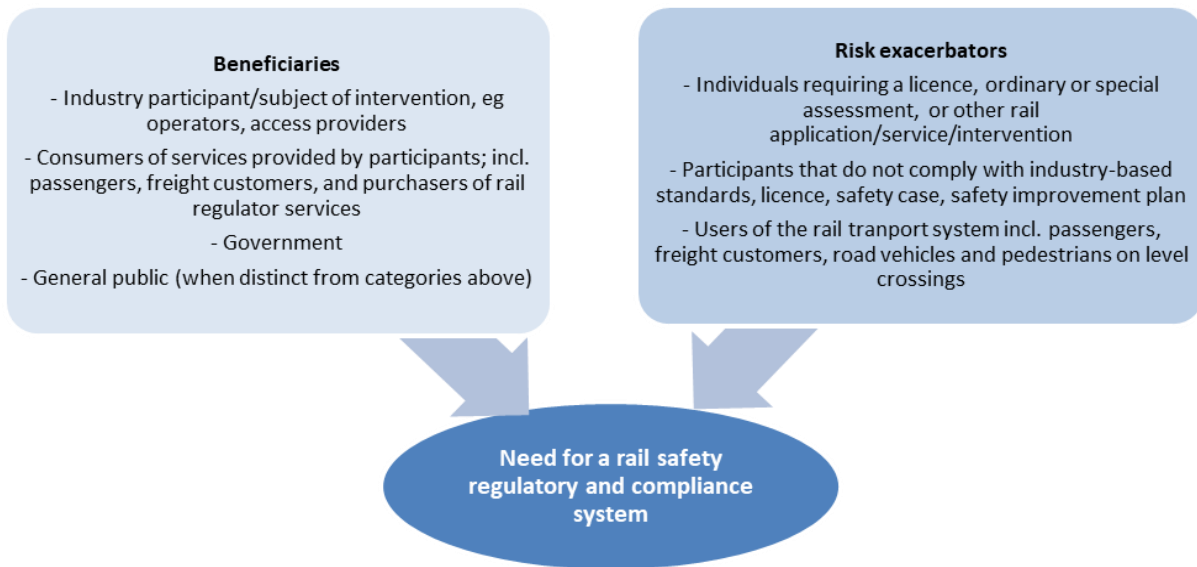 Beneficiaries
- Industry participant/subject of intervention, eg
operators, access providers
- Consumers of services provided by participants; incl.
passengers, freight customers, and purchasers of rail
regulator services
- Government
- General public (when distinct from categories above)
Risk exacerbators
- Individuals requiring a licence, ordinary or special
assessment, or other rail
application/service/intervention
- Participants that do not comply with industry-based
standards, licence, safety case, safety improvement plan
- Users of the rail tranport system incl. passengers,
freight customers, road vehicles and pedestrians on level
crossings
Need for a rail safety
regulatory and compliance
system